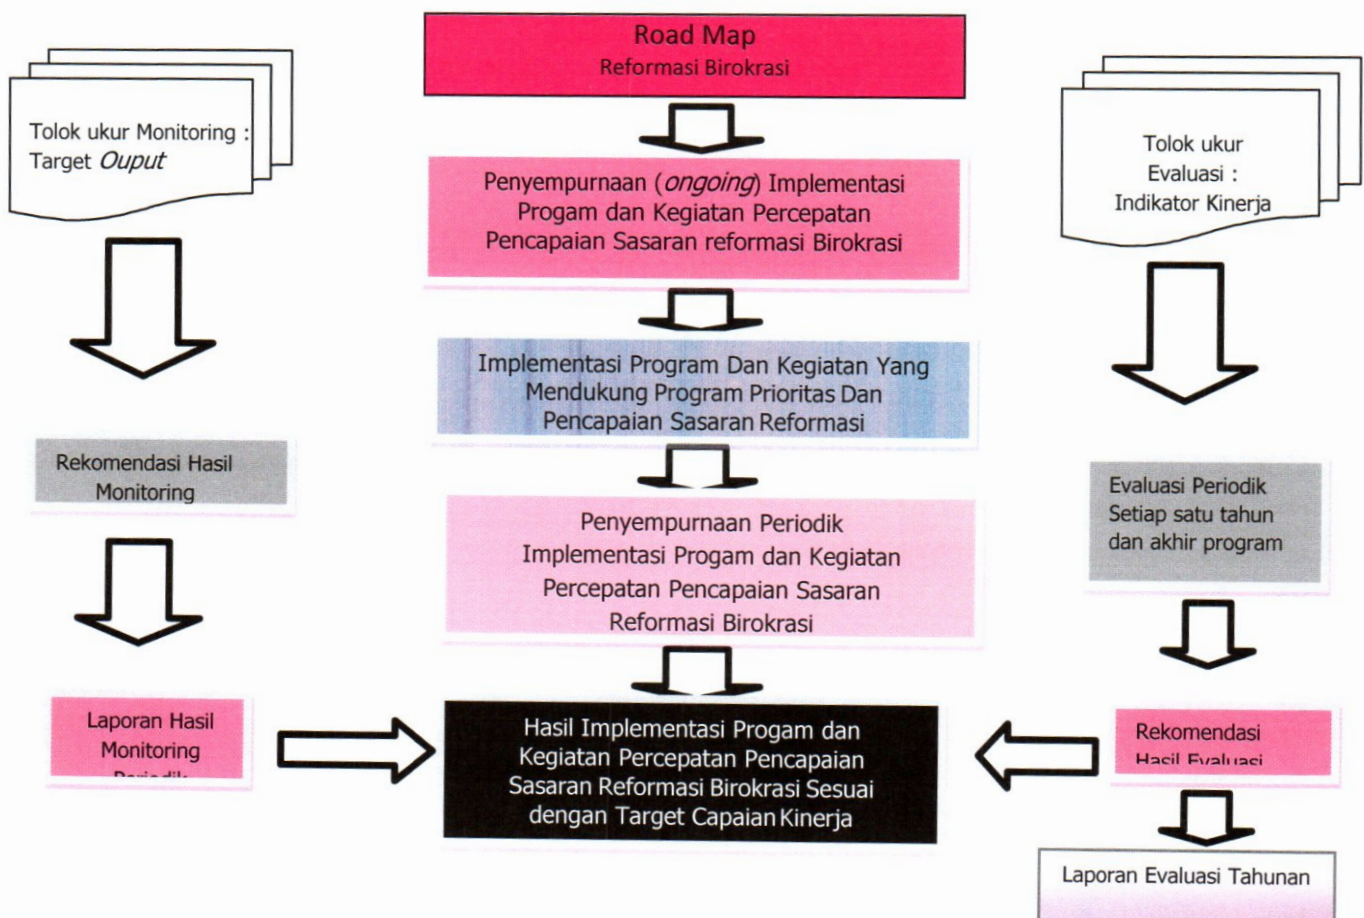 Road Map
Reformasi Birokrasi
Tolok ukur Monitoring :
Target Ouput
Tolok ukur
Evaluasi :
Indikator Kinerja
Penyempurnaan (ongoing) Implementasi
Progam dan Kegiatan Percepatan
Pencapaian Sasaran reformasi Birokrasi
Implementasi Program Dan Kegiatan Yang
Mendukung Program Prioritas Dan
Pencapaian Sasaran Reformasi
Rekomendasi Hasil
Monitoring
Evaluasi Periodik
Setiap satu tahun
dan akhir program
Penyempurnaan Periodik
Implementasi Progam dan Kegiatan
Percepatan Pencapaian Sasaran
Reformasi Birokrasi
Laporan Hasil
Monitoring
Periodik
Hasil Implementasi Progam dan
Kegiatan Percepatan Pencapaian
Sasaran Reformasi Birokrasi Sesuai
dengan Target Capaian Kinerja
Rekomendasi
Hasil Evaluasi
Laporan Evaluasi Tahunan